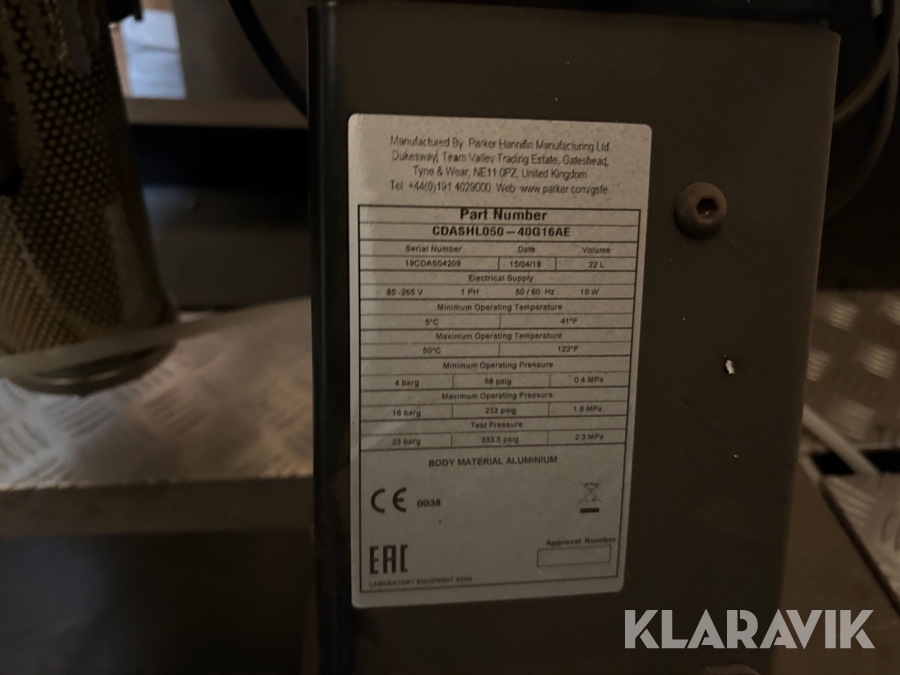 Manufactured By: Parker Hannifin Manufacturing Ltd.
Dukesway, Team Valley Trading Estate, Gateshead,
Tyne & Wear, NE11 0PZ, United Kingdom
Tel: +44(0)191 4029000, Web: www.parker.com/gsfe
Part Number
CDASHL050-40G16AE
Serial Number Date Volume
19CDAS04209 15/04/19 22 L
Electrical Supply
85-265 V 1 PH 50 / 60 Hz 10 W
Minimum Operating Temperature
5°C 41°F
Maximum Operating Temperature
50°C 122°F
Minimum Operating Pressure
4 barg 58 psig 0.4 MPa
Maximum Operating Pressure
16 barg 232 psig 1.6 MPa
Test Pressure
23 barg 333.5 psig 2.3 MPa
BODY MATERIAL ALUMINIUM
CE 0038
Approval Number
EAC
LABORATORY EQUIPMENT
KLARAVIK